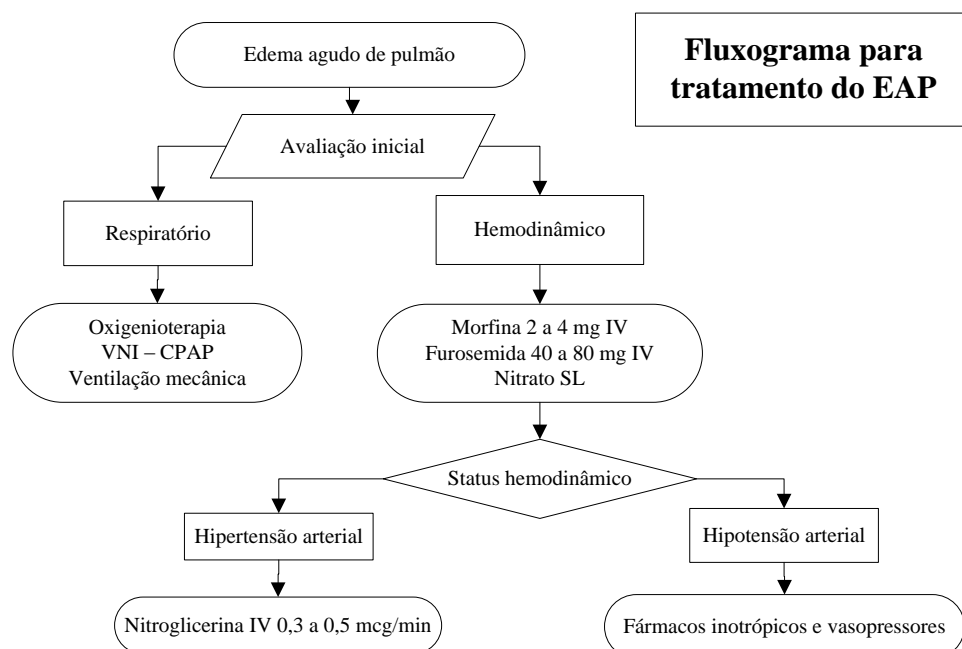 Fluxograma para
tratamento do EAP
Edema agudo de pulmão
Avaliação inicial
Respiratório
Hemodinâmico
Oxigenioterapia
VNI – CPAP
Ventilação mecânica
Morfina 2 a 4 mg IV
Furosemida 40 a 80 mg IV
Nitrato SL
Status hemodinâmico
Hipertensão arterial
Hipotensão arterial
Nitroglicerina IV 0,3 a 0,5 mcg/min
Fármacos inotrópicos e vasopressores